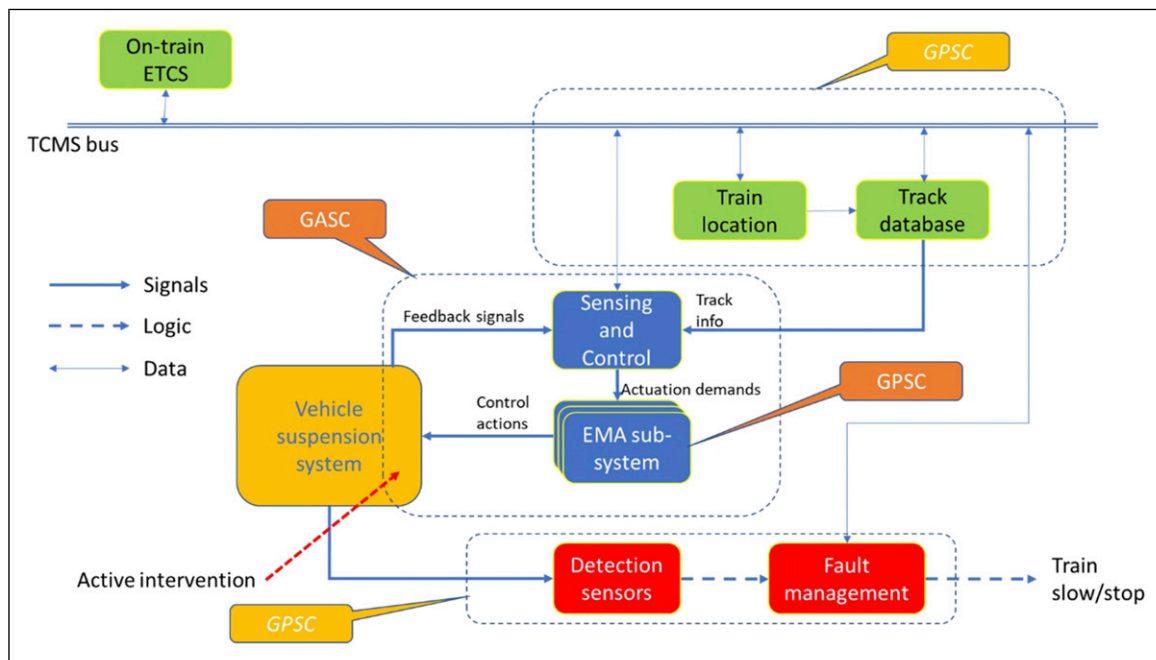 On-train
ETCS
GPSC
TCMS bus
Train
location
Track
database
GASC
Signals
Logic
Data
Feedback signals
Sensing
and
Control
Track
info
Actuation demands
GPSC
Vehicle
suspension
system
Control
actions
EMA sub-
system
Active intervention
Detection
sensors
Fault
management
Train
slow/stop
GPSC